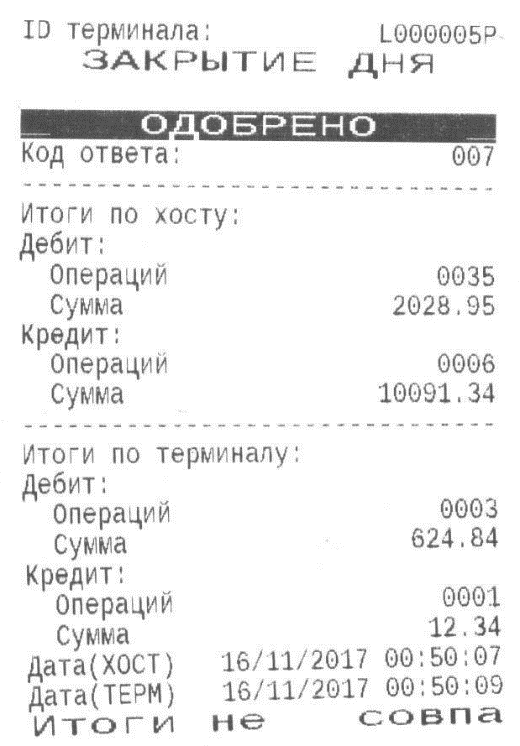 ID терминала: L000005P
ЗАКРЫТИЕ ДНЯ
ОДОБРЕНО
Код ответа: 007
--------------------------------
Итоги по хосту:
Дебит:
Операций 0035
Сумма 2028.95
Кредит:
Операций 0006
Сумма 10091.34
--------------------------------
Итоги по терминалу:
Дебит:
Операций 0003
Сумма 624.84
Кредит:
Операций 0001
Сумма 12.34
Дата(ХОСТ) 16/11/2017 00:50:07
Дата(ТЕРМ) 16/11/2017 00:50:09
Итоги не совпа